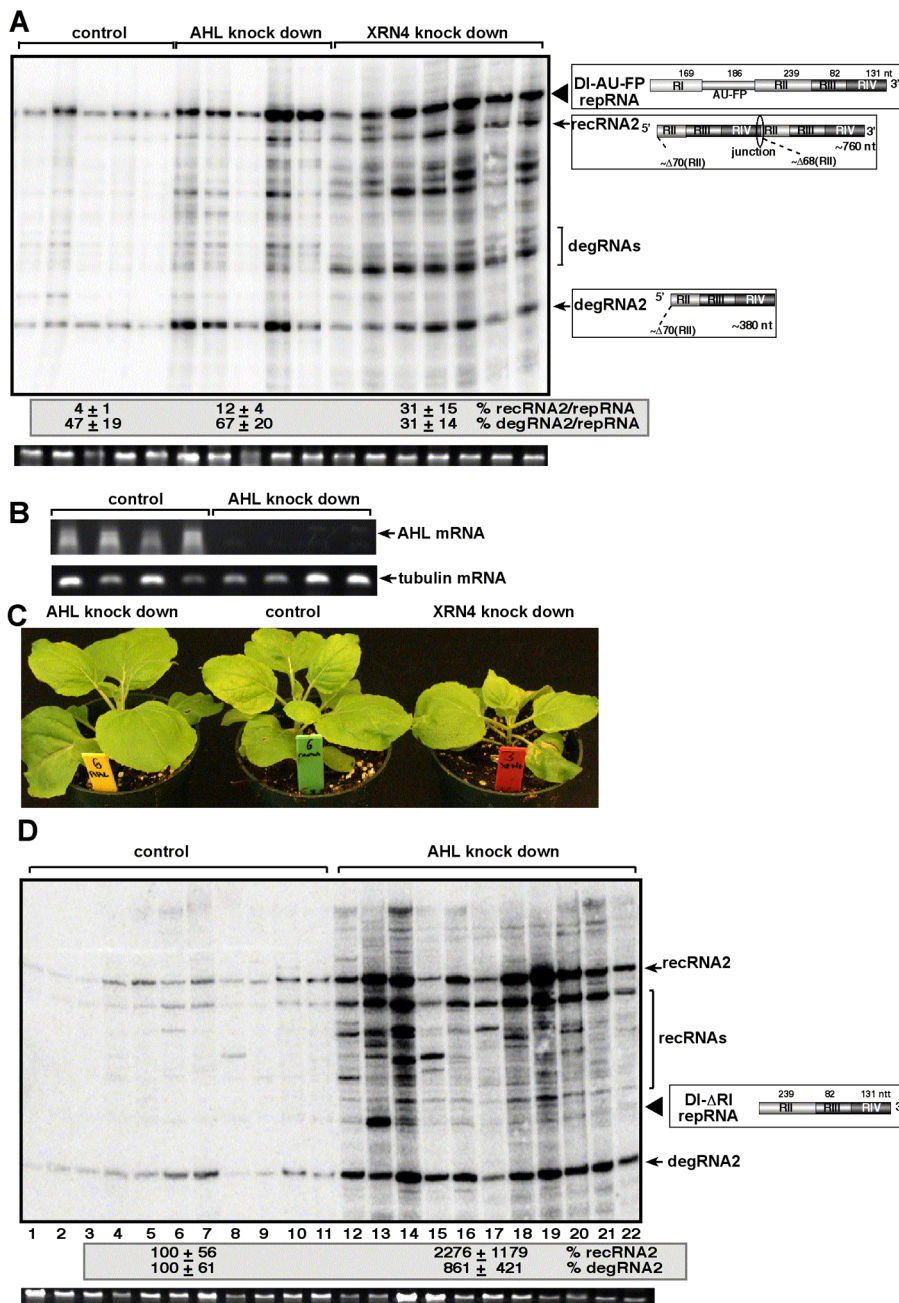 A
control AHL knock down XRN4 knock down
DI-AU-FP
repRNA
169 186 239 82 131 nt
RI RII RIII RIV 3'
AU-FP
recRNA2
5' RII RIII RIV RII RIII RIV 3'
junction ~760 nt
~Δ70(RII) ~Δ68(RII)
degRNAs
degRNA2
5' RII RIII RIV
~Δ70(RII) ~380 nt
4 ± 1 12 ± 4 31 ± 15 % recRNA2/repRNA
47 ± 19 67 ± 20 31 ± 14 % degRNA2/repRNA
B
control AHL knock down
AHL mRNA
tubulin mRNA
C
AHL knock down control XRN4 knock down
6 6 3
D
control AHL knock down
recRNA2
recRNAs
DI-ΔRI
repRNA
239 82 131 ntt
RII RIII RIV 3'
degRNA2
1 2 3 4 5 6 7 8 9 10 11 12 13 14 15 16 17 18 19 20 21 22
100 ± 56 2276 ± 1179 % recRNA2
100 ± 61 861 ± 421 % degRNA2